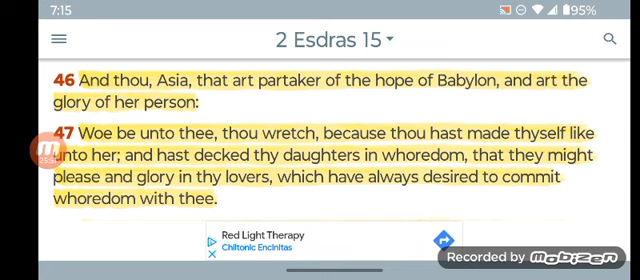 7:15
95%
2 Esdras 15
46 And thou, Asia, that art partaker of the hope of Babylon, and art the
glory of her person:
47 Woe be unto thee, thou wretch, because thou hast made thyself like
unto her; and hast decked thy daughters in whoredom, that they might
please and glory in thy lovers, which have always desired to commit
whoredom with thee.
Red Light Therapy
Chiltonic Encinitas
Recorded by Mobizen